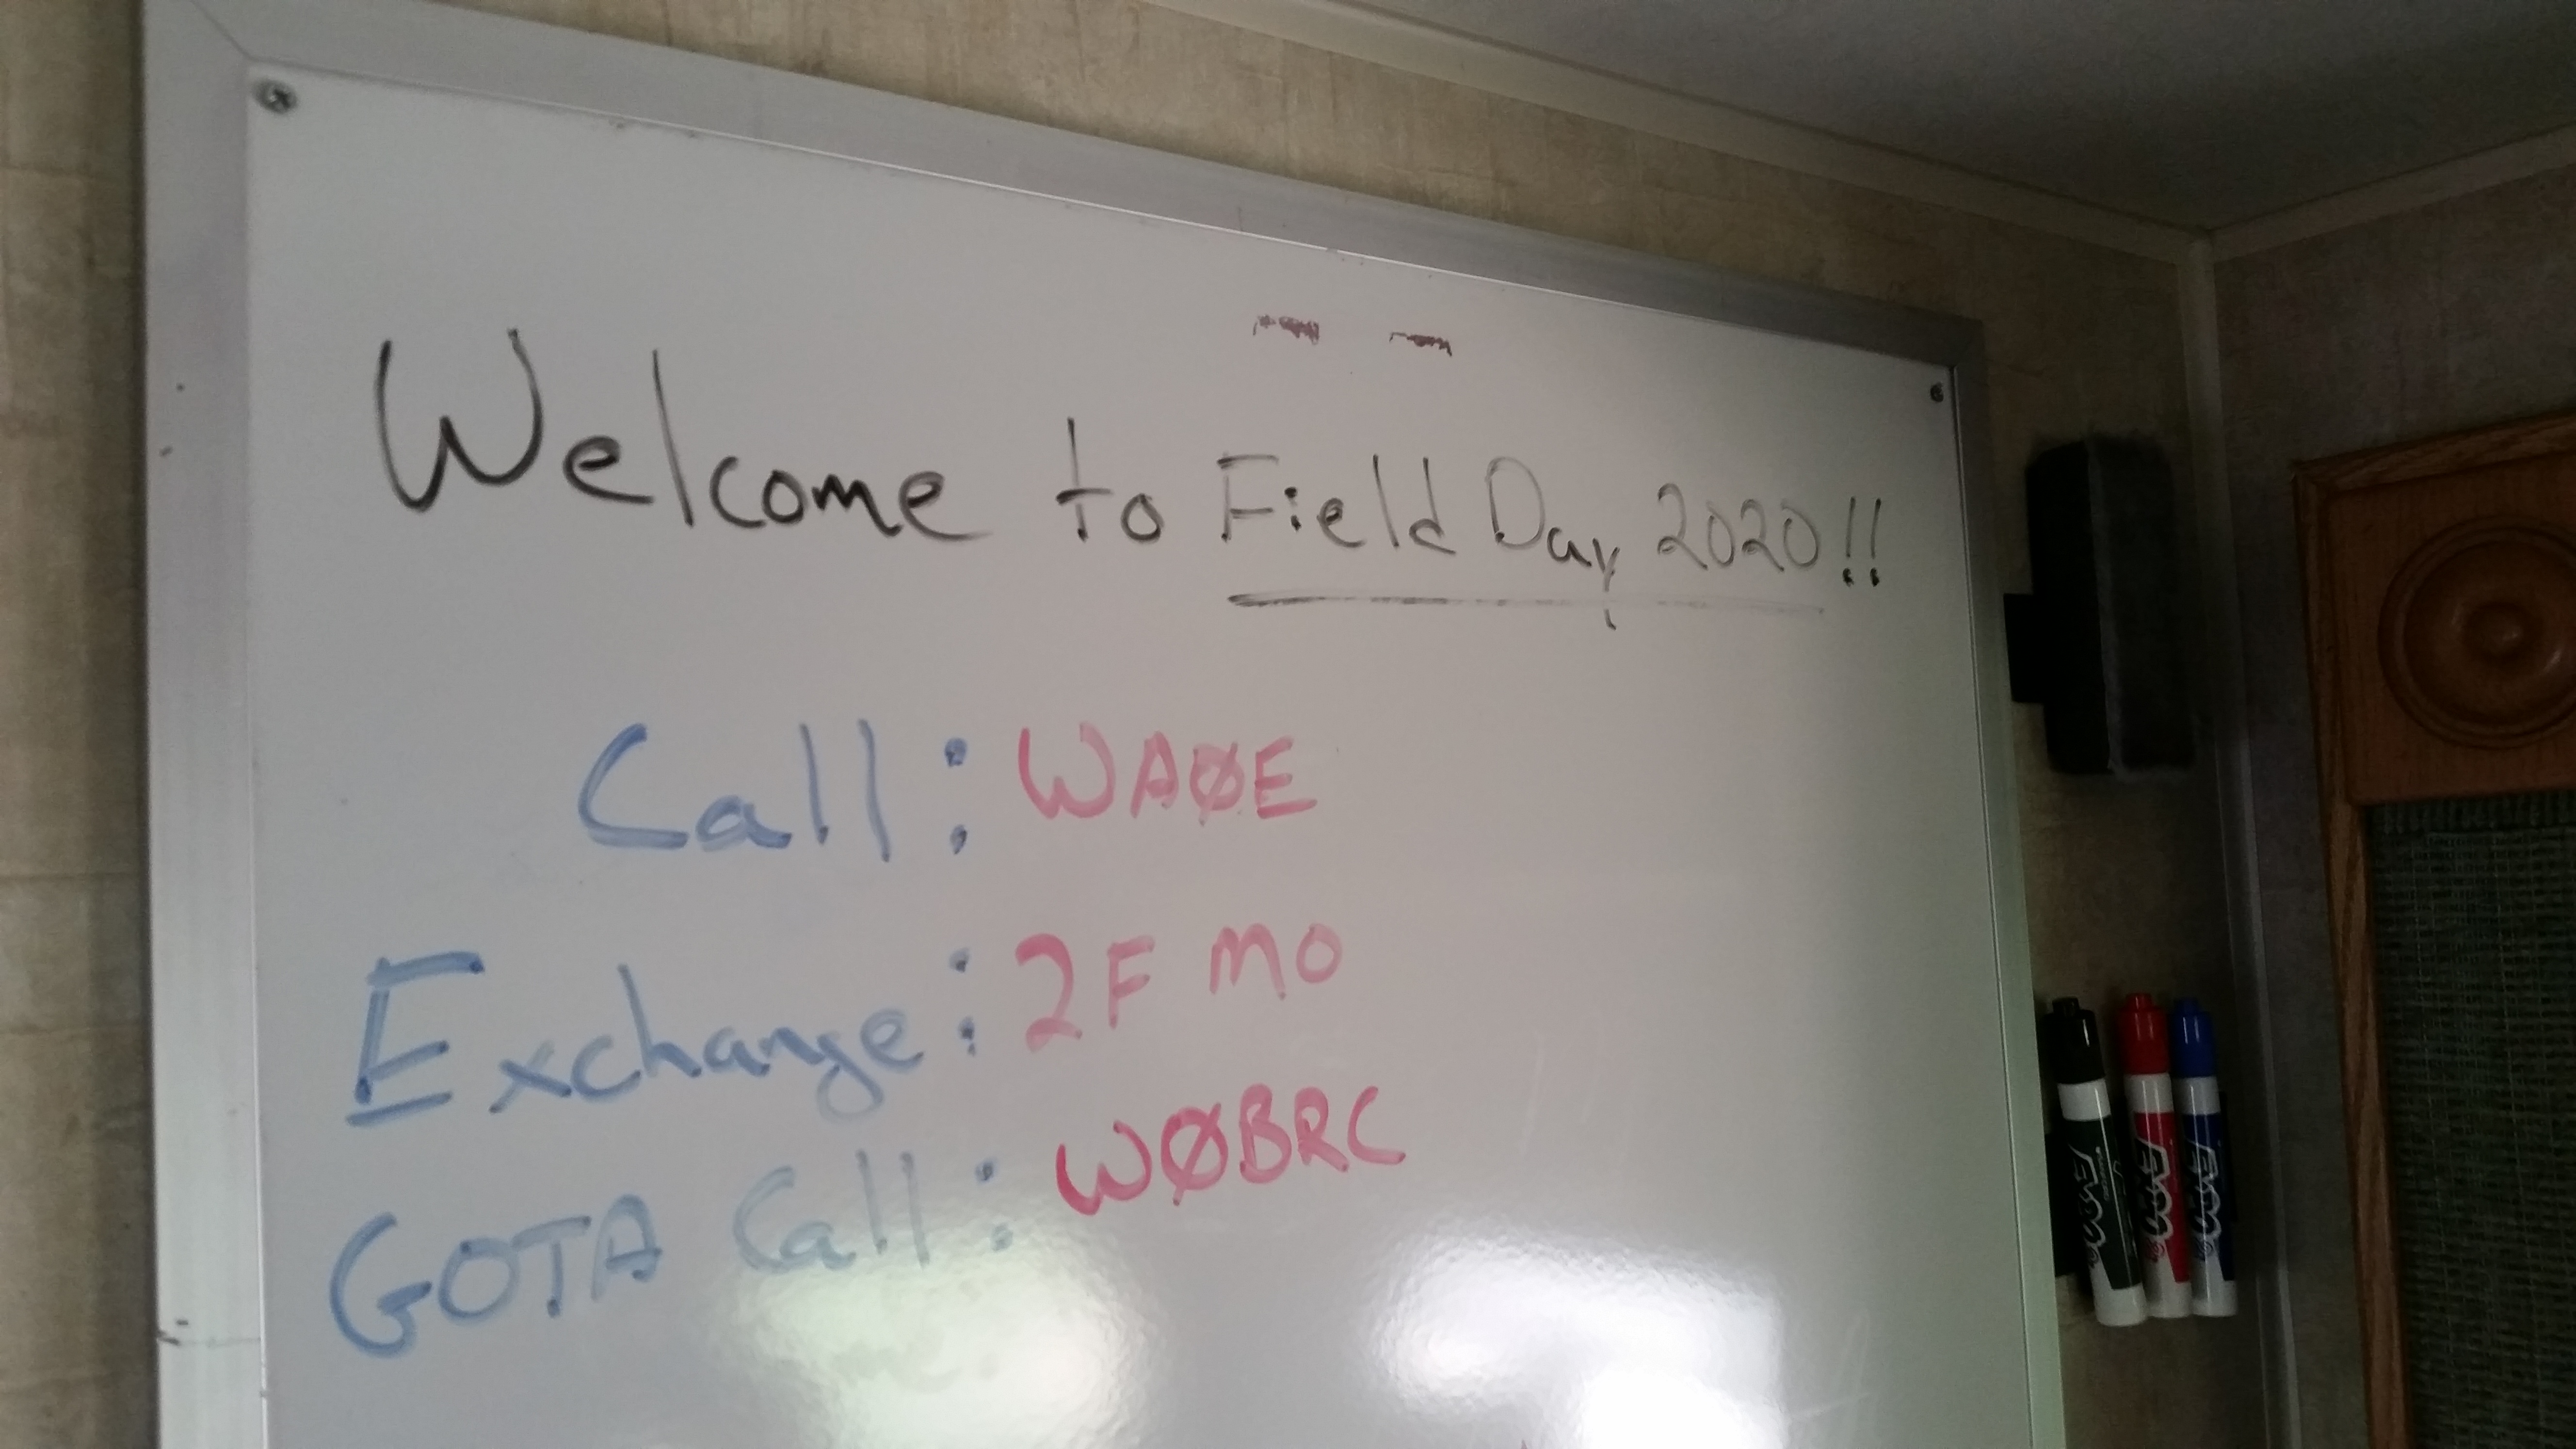 Welcome to Field Day 2020!!
Call: WAØE
Exchange: 2F MO
GOTA Call: WØBRC
EXPO
EXPO
EXPO